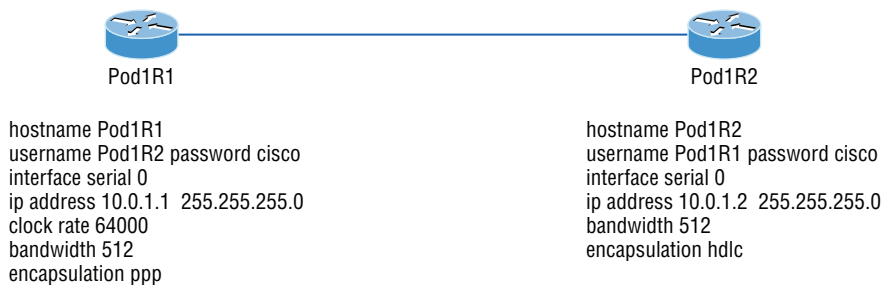 Pod1R1
Pod1R2
hostname Pod1R1
username Pod1R2 password cisco
interface serial 0
ip address 10.0.1.1 255.255.255.0
clock rate 64000
bandwidth 512
encapsulation ppp
hostname Pod1R2
username Pod1R1 password cisco
interface serial 0
ip address 10.0.1.2 255.255.255.0
bandwidth 512
encapsulation hdlc